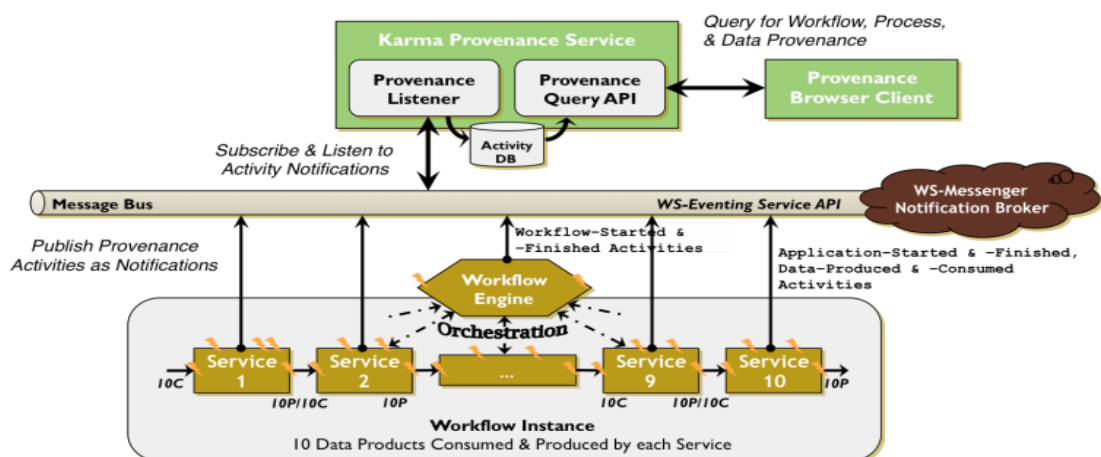 Query for Workflow, Process,
& Data Provenance
Karma Provenance Service
Provenance
Listener
Provenance
Query API
Provenance
Browser Client
Activity
DB
Subscribe & Listen to
Activity Notifications
Message Bus
WS-Eventing Service API
WS-Messenger
Notification Broker
Publish Provenance
Activities as Notifications
Workflow-Started &
-Finished Activities
Application-Started & -Finished,
Data-Produced & -Consumed
Activities
Workflow
Engine
Orchestration
10C
Service
1
10P/10C
Service
2
10P
...
10C
Service
9
10P/10C
Service
10
10P
Workflow Instance
10 Data Products Consumed & Produced by each Service